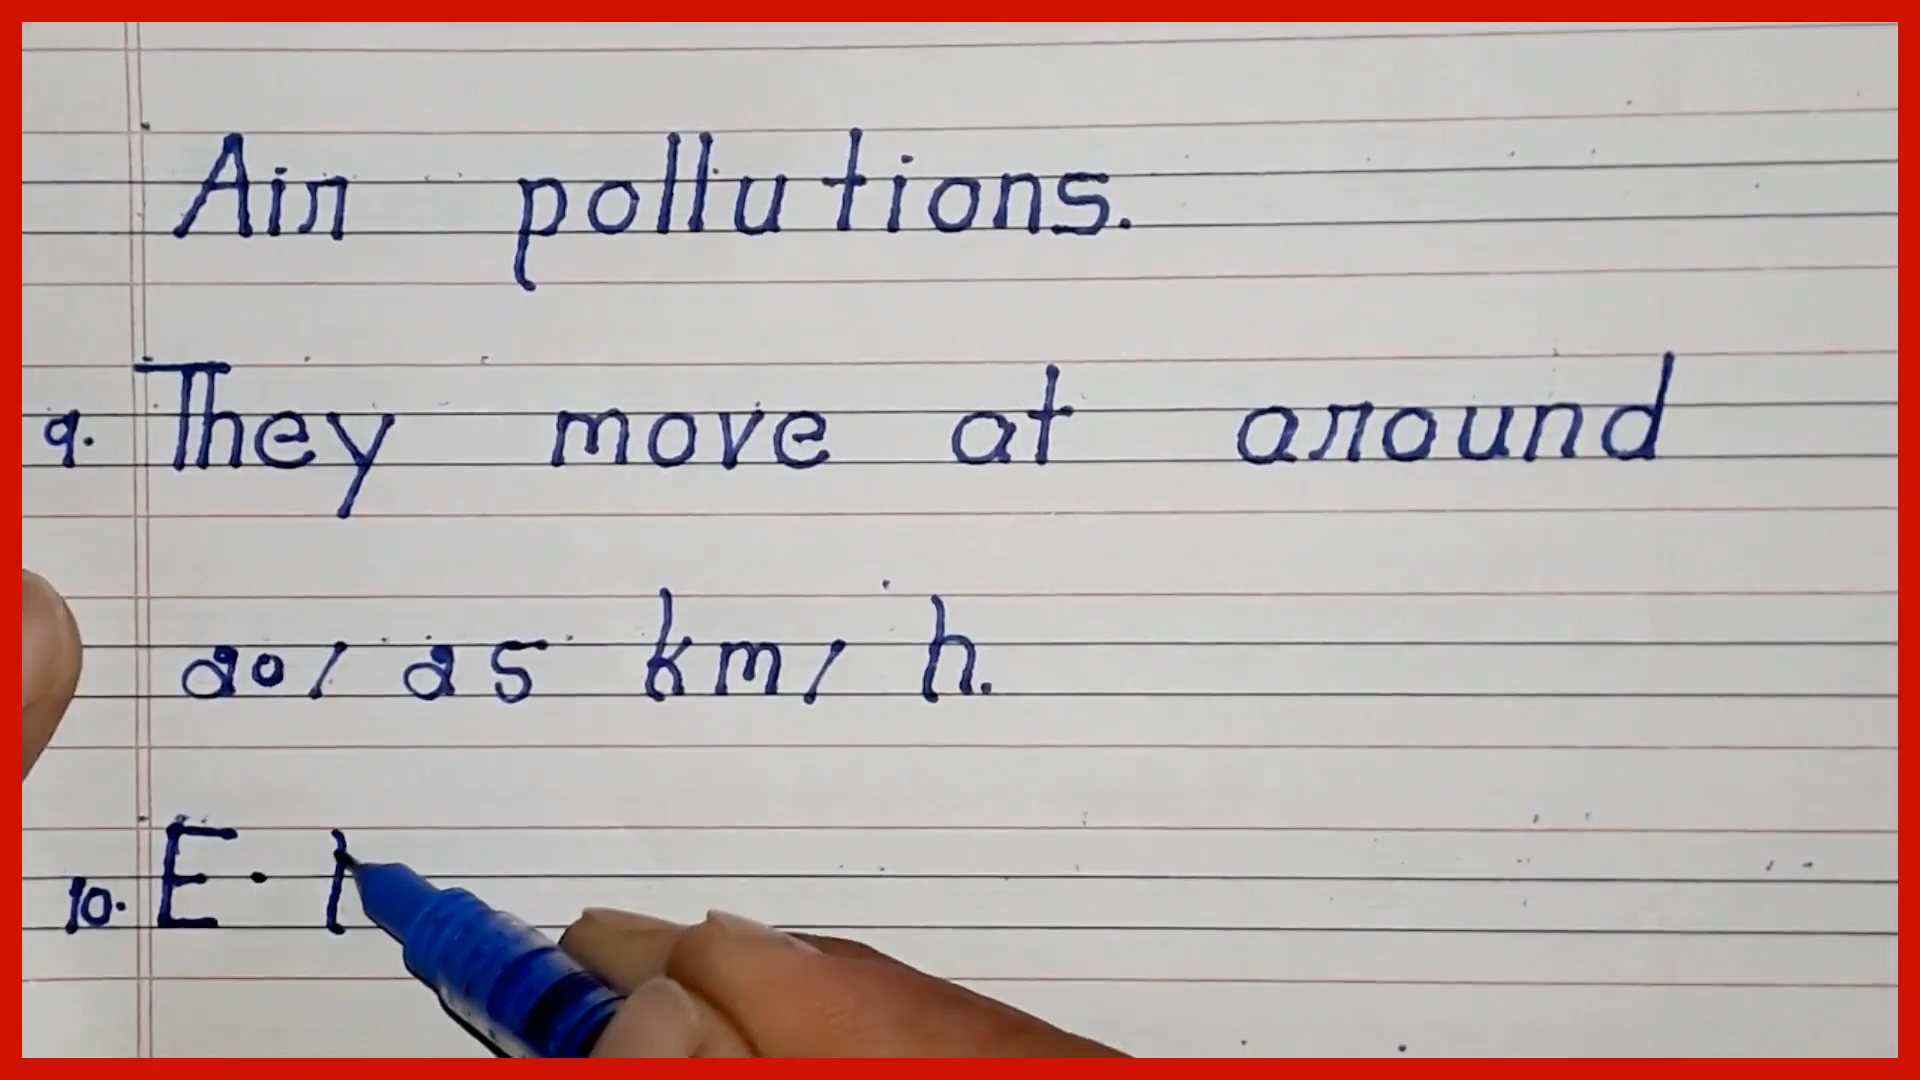 Air pollutions.
9. They move at around
20/ 25 km/ h.
10. E-